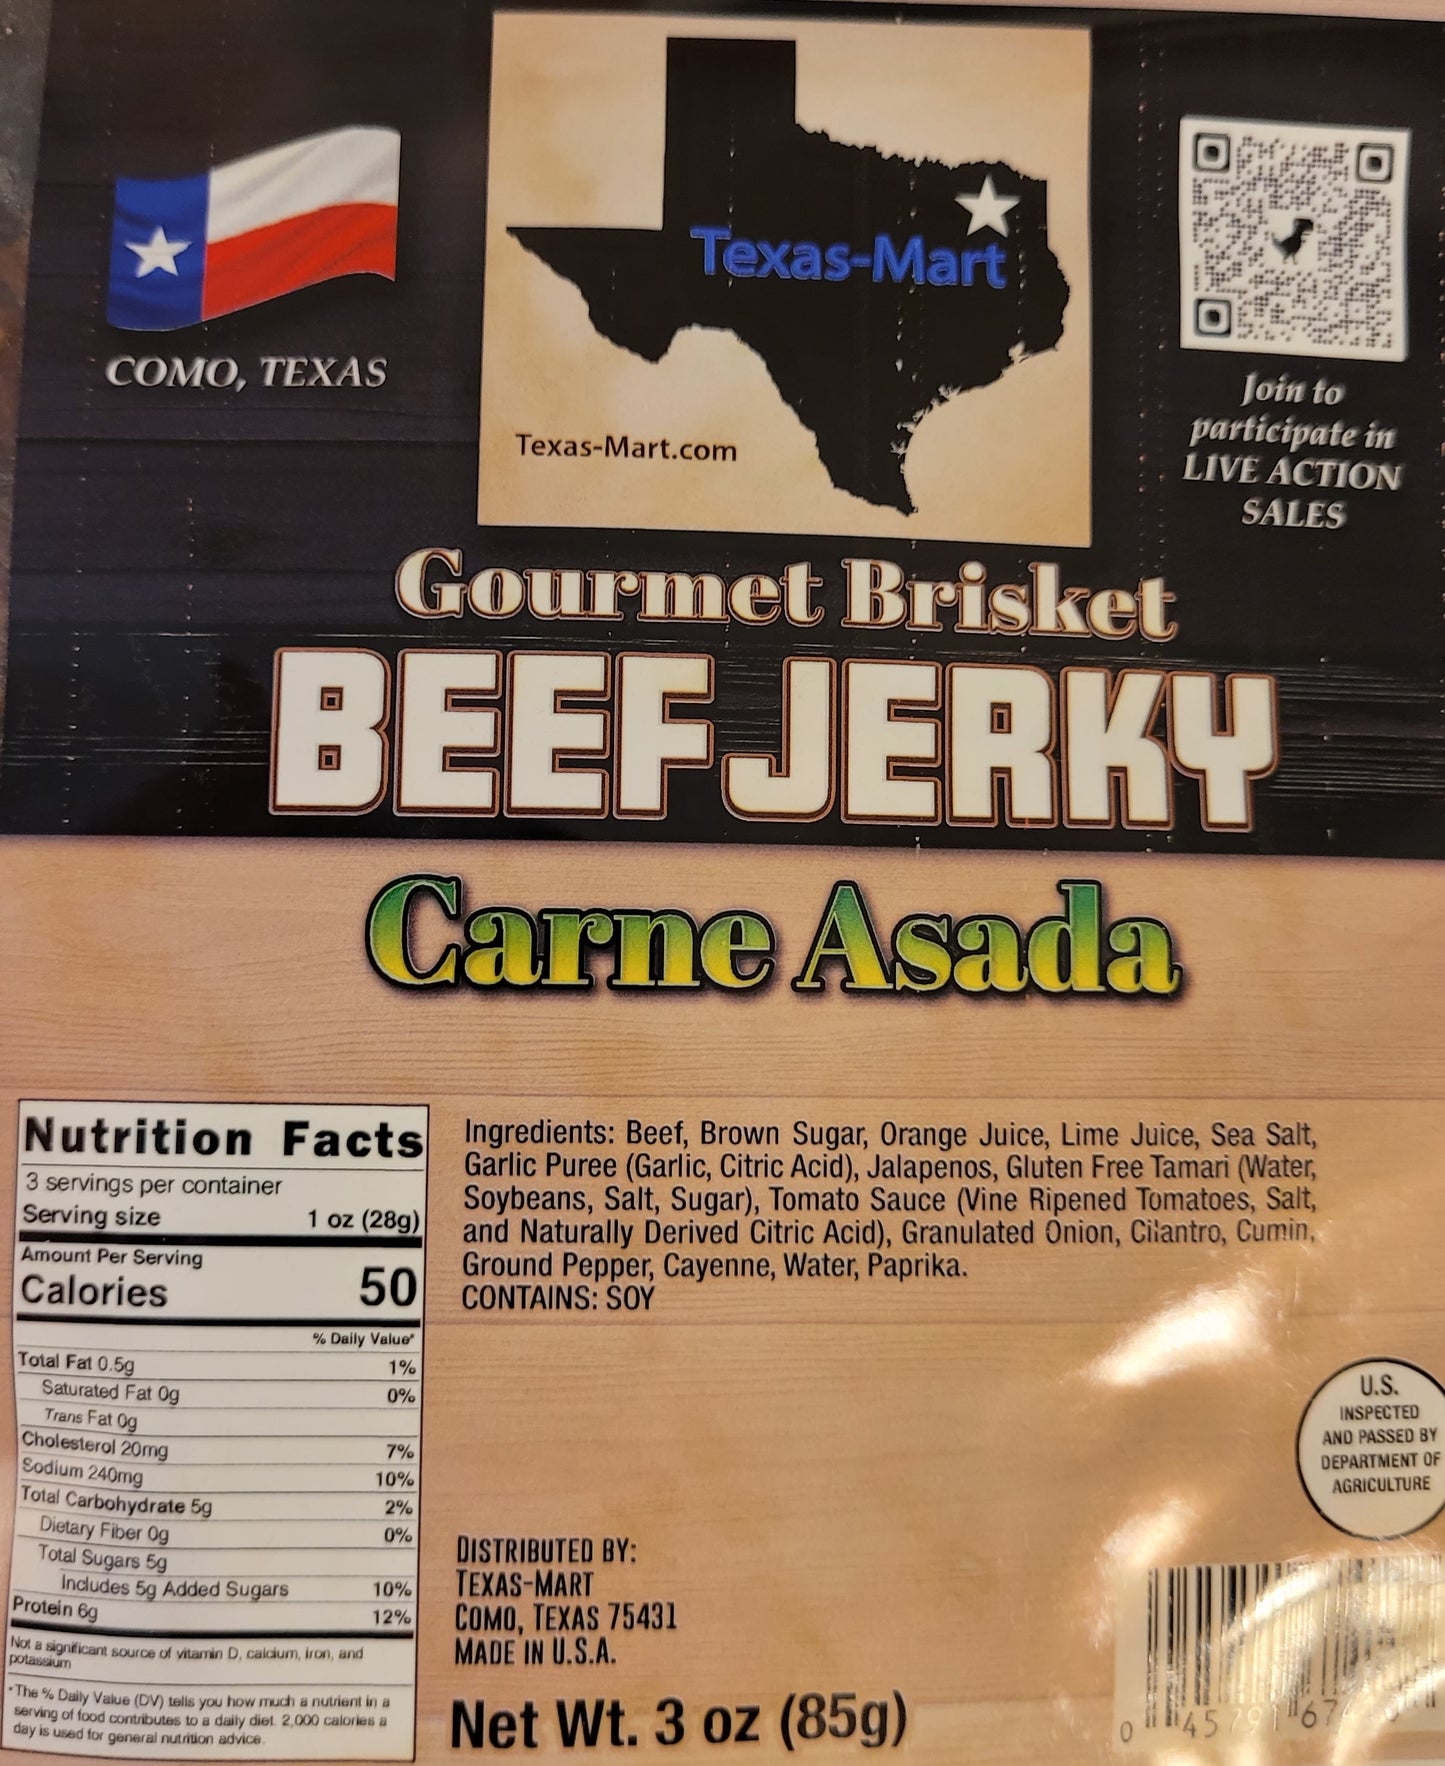 COMO, TEXAS
Texas-Mart
Texas-Mart.com
Join to
participate in
LIVE ACTION
SALES
Gourmet Brisket
BEEF JERKY
Carne Asada
Nutrition Facts
3 servings per container
Serving size 1 oz (28g)
Amount Per Serving
Calories 50
% Daily Value*
Total Fat 0.5g 1%
Saturated Fat 0g 0%
Trans Fat 0g
Cholesterol 20mg 7%
Sodium 240mg 10%
Total Carbohydrate 5g 2%
Dietary Fiber 0g 0%
Total Sugars 5g
Includes 5g Added Sugars 10%
Protein 6g 12%
Not a significant source of vitamin D, calcium, iron, and
potassium
*The % Daily Value (DV) tells you how much a nutrient in a
serving of food contributes to a daily diet. 2,000 calories a
day is used for general nutrition advice.
Ingredients: Beef, Brown Sugar, Orange Juice, Lime Juice, Sea Salt,
Garlic Puree (Garlic, Citric Acid), Jalapenos, Gluten Free Tamari (Water,
Soybeans, Salt, Sugar), Tomato Sauce (Vine Ripened Tomatoes, Salt,
and Naturally Derived Citric Acid), Granulated Onion, Cilantro, Cumin,
Ground Pepper, Cayenne, Water, Paprika.
CONTAINS: SOY
U.S.
INSPECTED
AND PASSED BY
DEPARTMENT OF
AGRICULTURE
DISTRIBUTED BY:
TEXAS-MART
COMO, TEXAS 75431
MADE IN U.S.A.
Net Wt. 3 oz (85g)
0